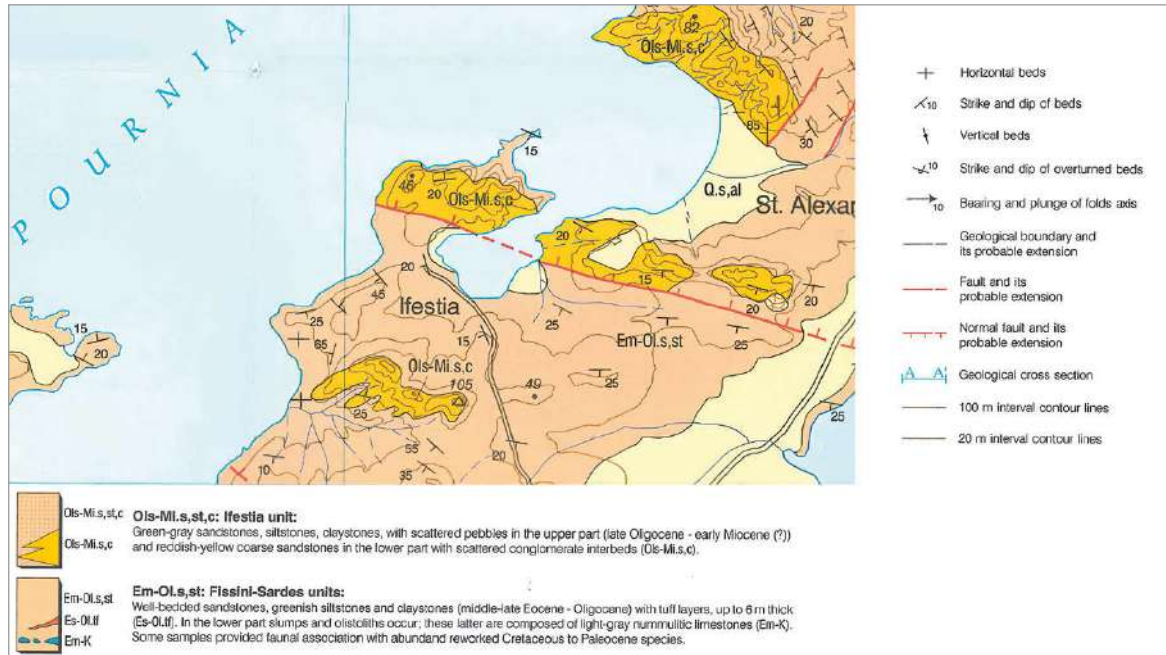 POURNIA
20
82
Ols-Mi.s,c
20
85
30
15
46
20
Ols-Mi.s,c
Q.s,al
St. Alexan
20
20
45
15
20
20
25
Ifestia
65
15
Em-Ol.s,st
25
25
15
20
Ols-Mi.s,c
105
49
25
25
25
55
10
35
20
Horizontal beds
10 Strike and dip of beds
Vertical beds
10 Strike and dip of overturned beds
10 Bearing and plunge of folds axis
Geological boundary and
its probable extension
Fault and its
probable extension
Normal fault and its
probable extension
A A' Geological cross section
100 m interval contour lines
20 m interval contour lines
Ols-Mi.s,st,c
Ols-Mi.s,c
Ols-Mi.s,st,c: Ifestia unit:
Green-gray sandstones, siltstones, claystones, with scattered pebbles in the upper part (late Oligocene - early Miocene (?))
and reddish-yellow coarse sandstones in the lower part with scattered conglomerate interbeds (Ols-Mi.s,c).
Em-Ol.s,st
Es-Ol.tf
Em-K
Em-Ol.s,st: Fissini-Sardes units:
Well-bedded sandstones, greenish siltstones and claystones (middle-late Eocene - Oligocene) with tuff layers, up to 6 m thick
(Es-Ol.tf). In the lower part slumps and olistoliths occur; these latter are composed of light-gray nummulitic limestones (Em-K).
Some samples provided faunal association with abundand reworked Cretaceous to Paleocene species.